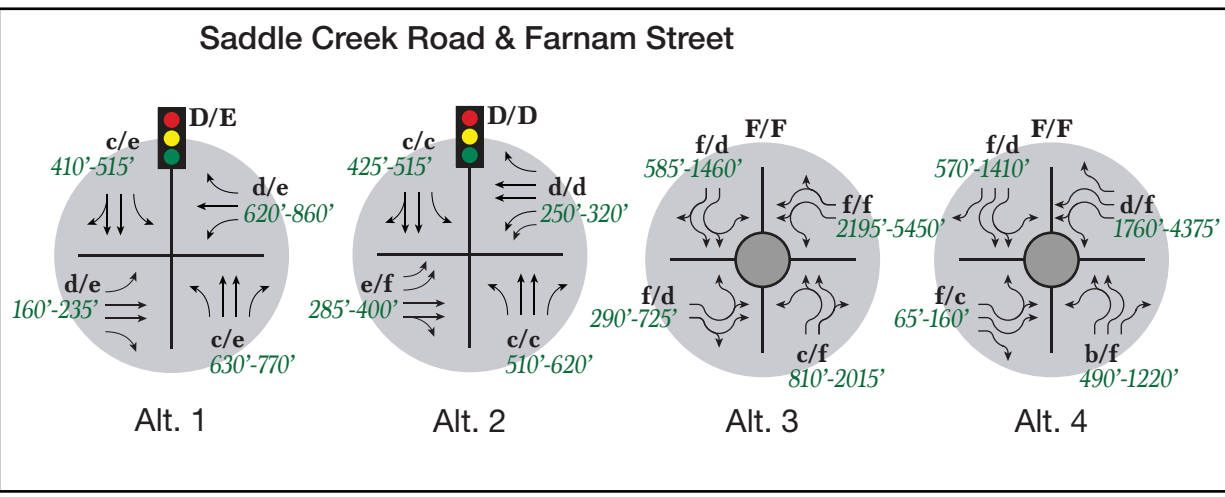 Saddle Creek Road & Farnam Street
D/E
c/e
410’-515’
d/e
620’-860’
d/e
160’-235’
c/e
630’-770’
Alt. 1
D/D
c/c
425’-515’
d/d
250’-320’
e/f
285’-400’
c/c
510’-620’
Alt. 2
F/F
f/d
585’-1460’
f/f
2195’-5450’
f/d
290’-725’
c/f
810’-2015’
Alt. 3
F/F
f/d
570’-1410’
d/f
1760’-4375’
f/c
65’-160’
b/f
490’-1220’
Alt. 4